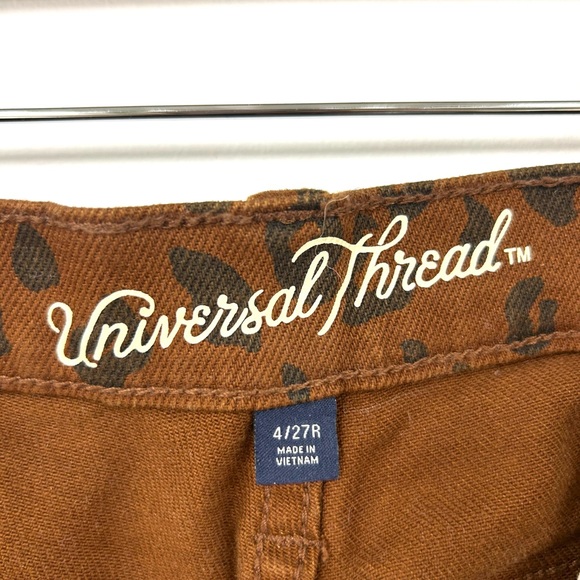 Universal Thread™
4/27R
MADE IN
VIETNAM